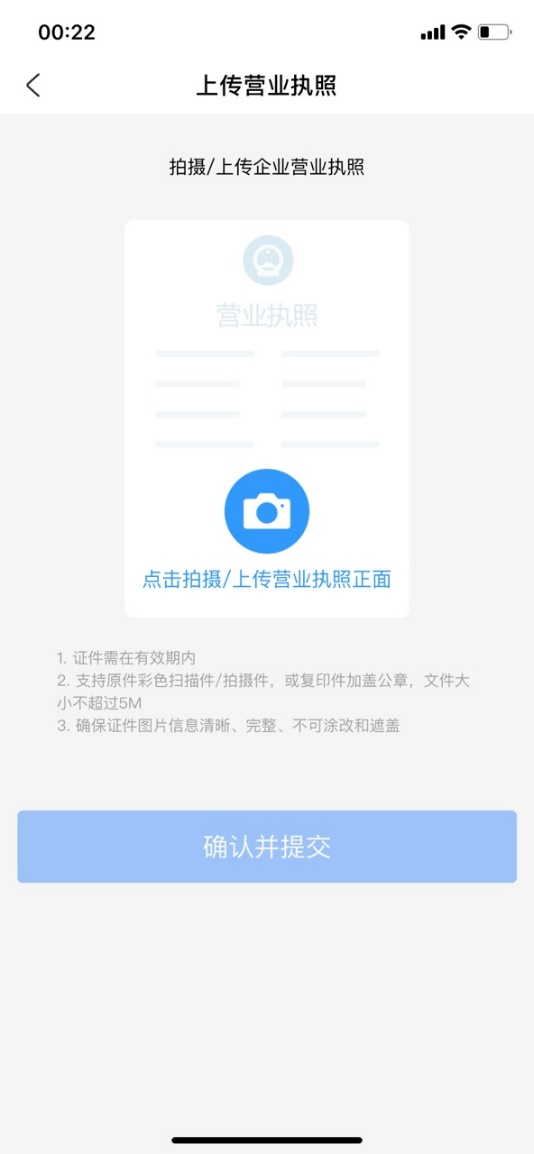 00:22
上传营业执照
拍摄/上传企业营业执照
营业执照
点击拍摄/上传营业执照正面
1. 证件需在有效期内
2. 支持原件彩色扫描件/拍摄件，或复印件加盖公章，文件大
小不超过5M
3. 确保证件图片信息清晰、完整、不可涂改和遮盖
确认并提交